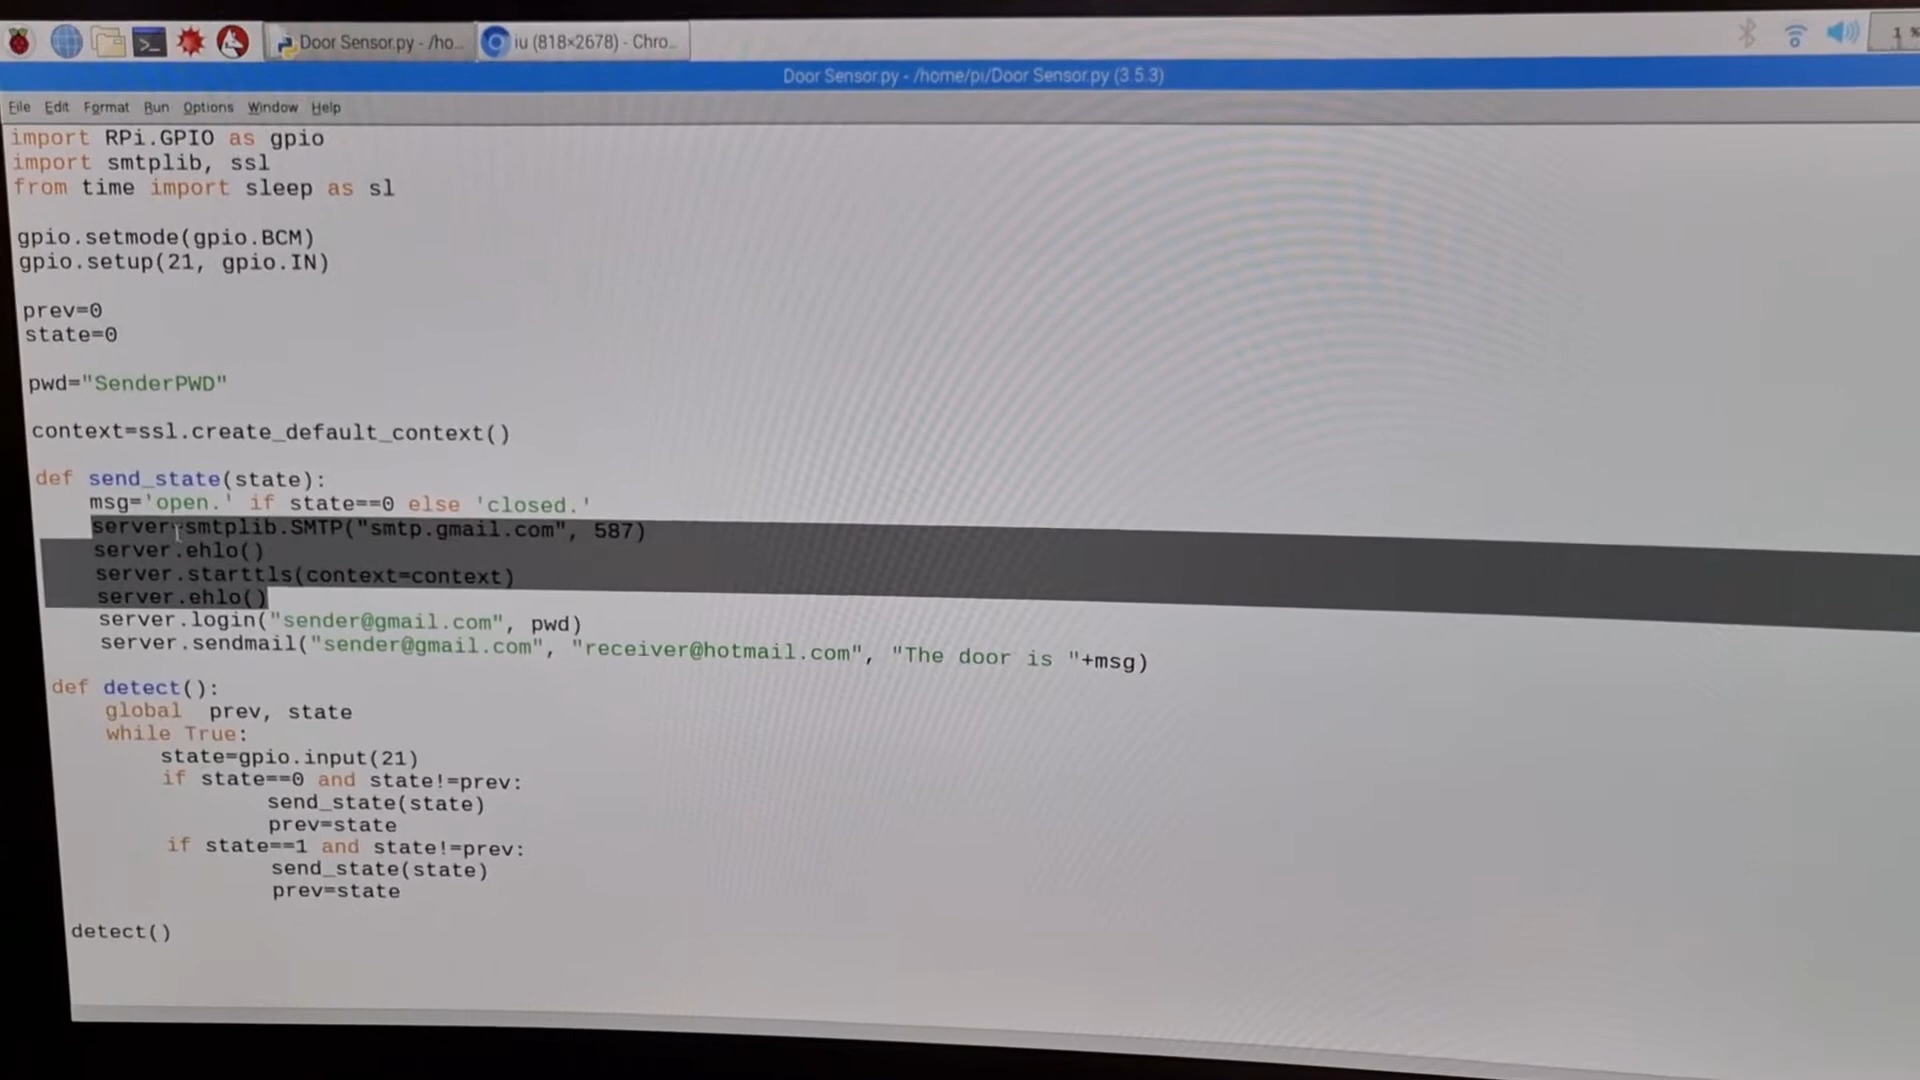 Door Sensor.py - /ho...
iu (818×2678) - Chro...
1 %
Door Sensor.py - /home/pi/Door Sensor.py (3.5.3)
File Edit Format Run Options Window Help
import RPi.GPIO as gpio
import smtplib, ssl
from time import sleep as sl
gpio.setmode(gpio.BCM)
gpio.setup(21, gpio.IN)
prev=0
state=0
pwd="SenderPWD"
context=ssl.create_default_context()
def send_state(state):
msg='open.' if state==0 else 'closed.'
server=smtplib.SMTP("smtp.gmail.com", 587)
server.ehlo()
server.starttls(context=context)
server.ehlo()
server.login("sender@gmail.com", pwd)
server.sendmail("sender@gmail.com", "receiver@hotmail.com", "The door is "+msg)
def detect():
global prev, state
while True:
state=gpio.input(21)
if state==0 and state!=prev:
send_state(state)
prev=state
if state==1 and state!=prev:
send_state(state)
prev=state
detect()